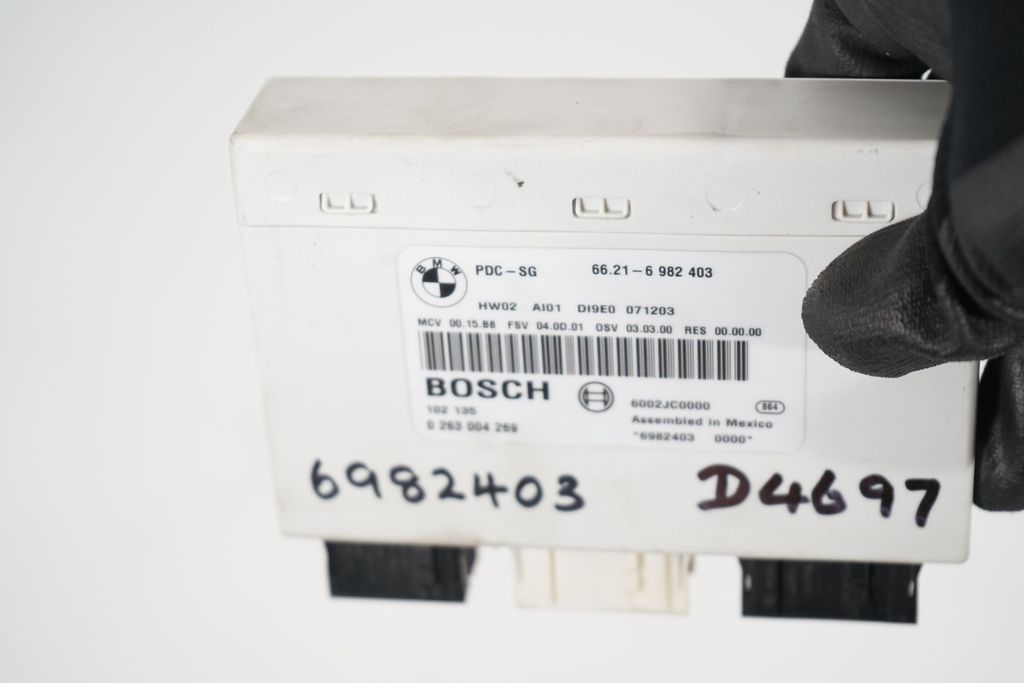 BMW
PDC-SG 66.21-6 982 403
HW02 AI01 DI9E0 071203
MCV 00.15.B8 FSV 04.0D.01 OSV 03.03.00 RES 00.00.00
BOSCH
6002JC0000 864
102 135 Assembled in Mexico
0 263 004 269 *6982403 0000*
6982403 D4697